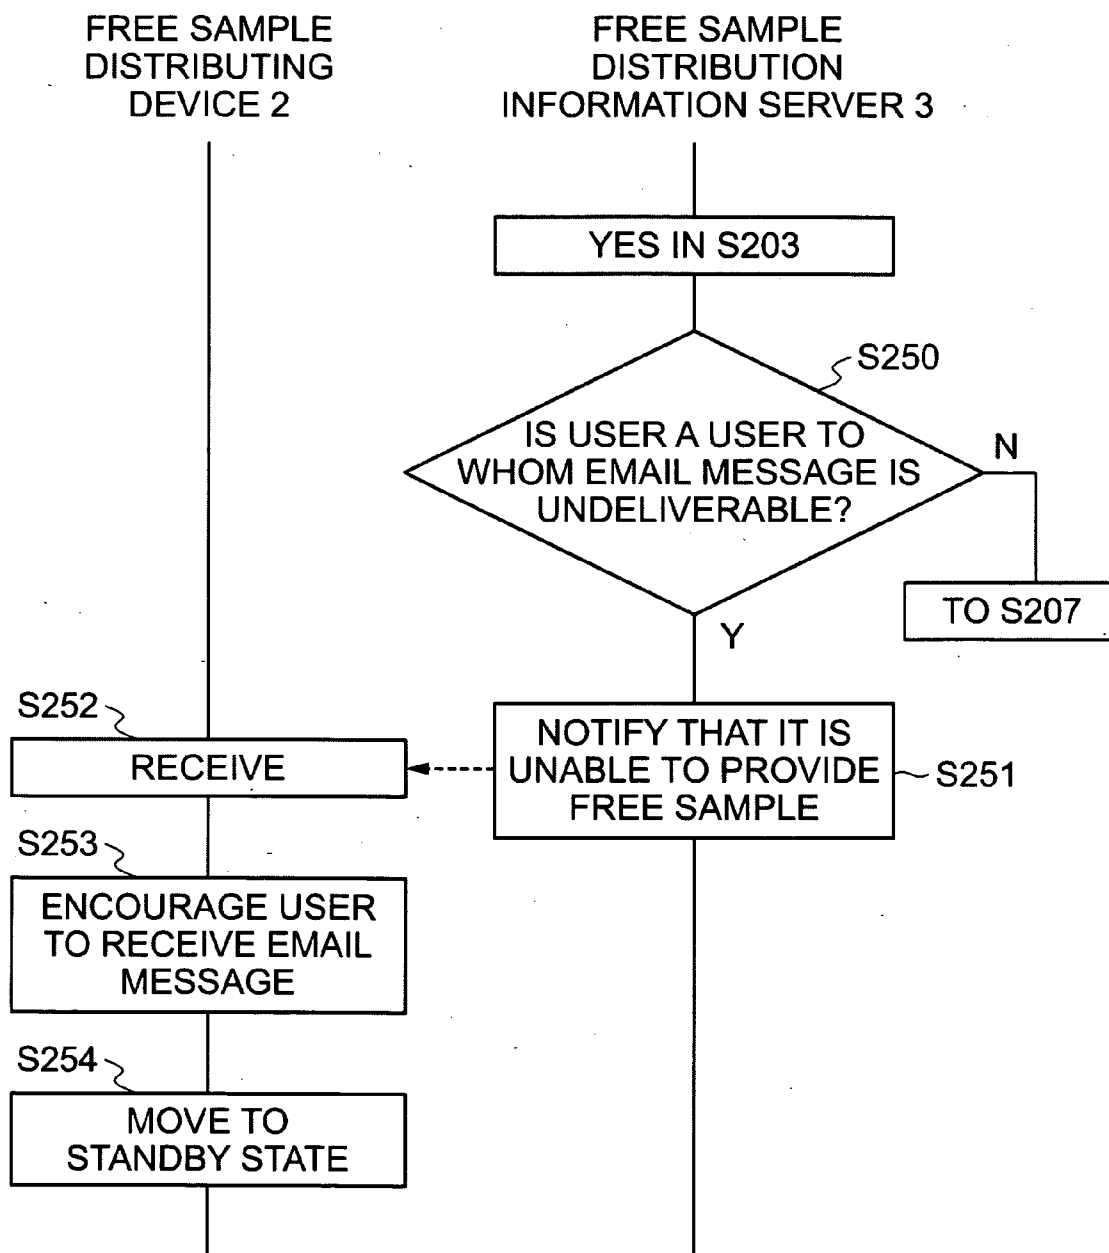 FREE SAMPLE
DISTRIBUTING
DEVICE 2
FREE SAMPLE
DISTRIBUTION
INFORMATION SERVER 3
YES IN S203
S250
IS USER A USER TO
WHOM EMAIL MESSAGE IS
UNDELIVERABLE?
N
TO S207
Y
S252
RECEIVE
NOTIFY THAT IT IS
UNABLE TO PROVIDE
FREE SAMPLE
S251
S253
ENCOURAGE USER
TO RECEIVE EMAIL
MESSAGE
S254
MOVE TO
STANDBY STATE